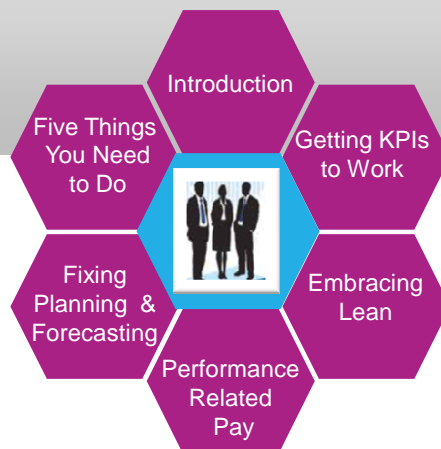 Introduction
Getting KPIs
to Work
Embracing
Lean
Performance
Related
Pay
Fixing
Planning &
Forecasting
Five Things
You Need
to Do